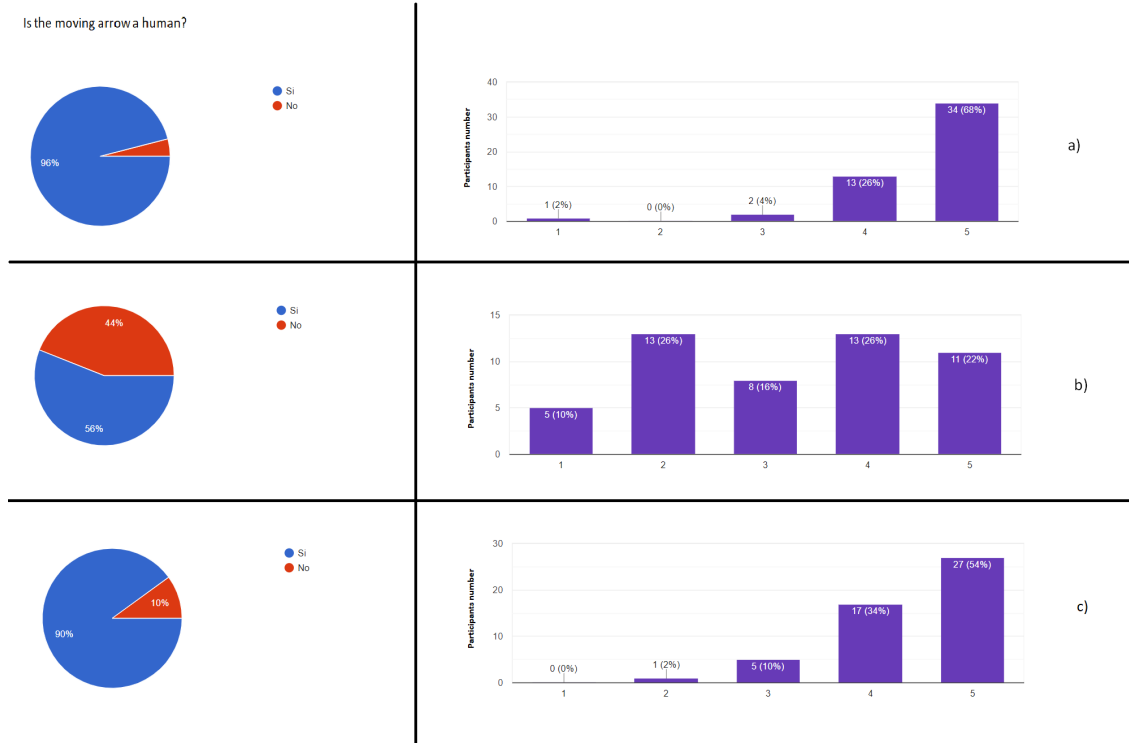 Is the moving arrow a human?
Si
No
96%
Participants number
40
30
20
10
0
1 (2%)
0 (0%)
2 (4%)
13 (26%)
34 (68%)
1 2 3 4 5
a)
Si
No
44%
56%
Participants number
15
10
5
0
5 (10%)
13 (26%)
8 (16%)
13 (26%)
11 (22%)
1 2 3 4 5
b)
Si
No
10%
90%
Participants number
30
20
10
0
0 (0%)
1 (2%)
5 (10%)
17 (34%)
27 (54%)
1 2 3 4 5
c)